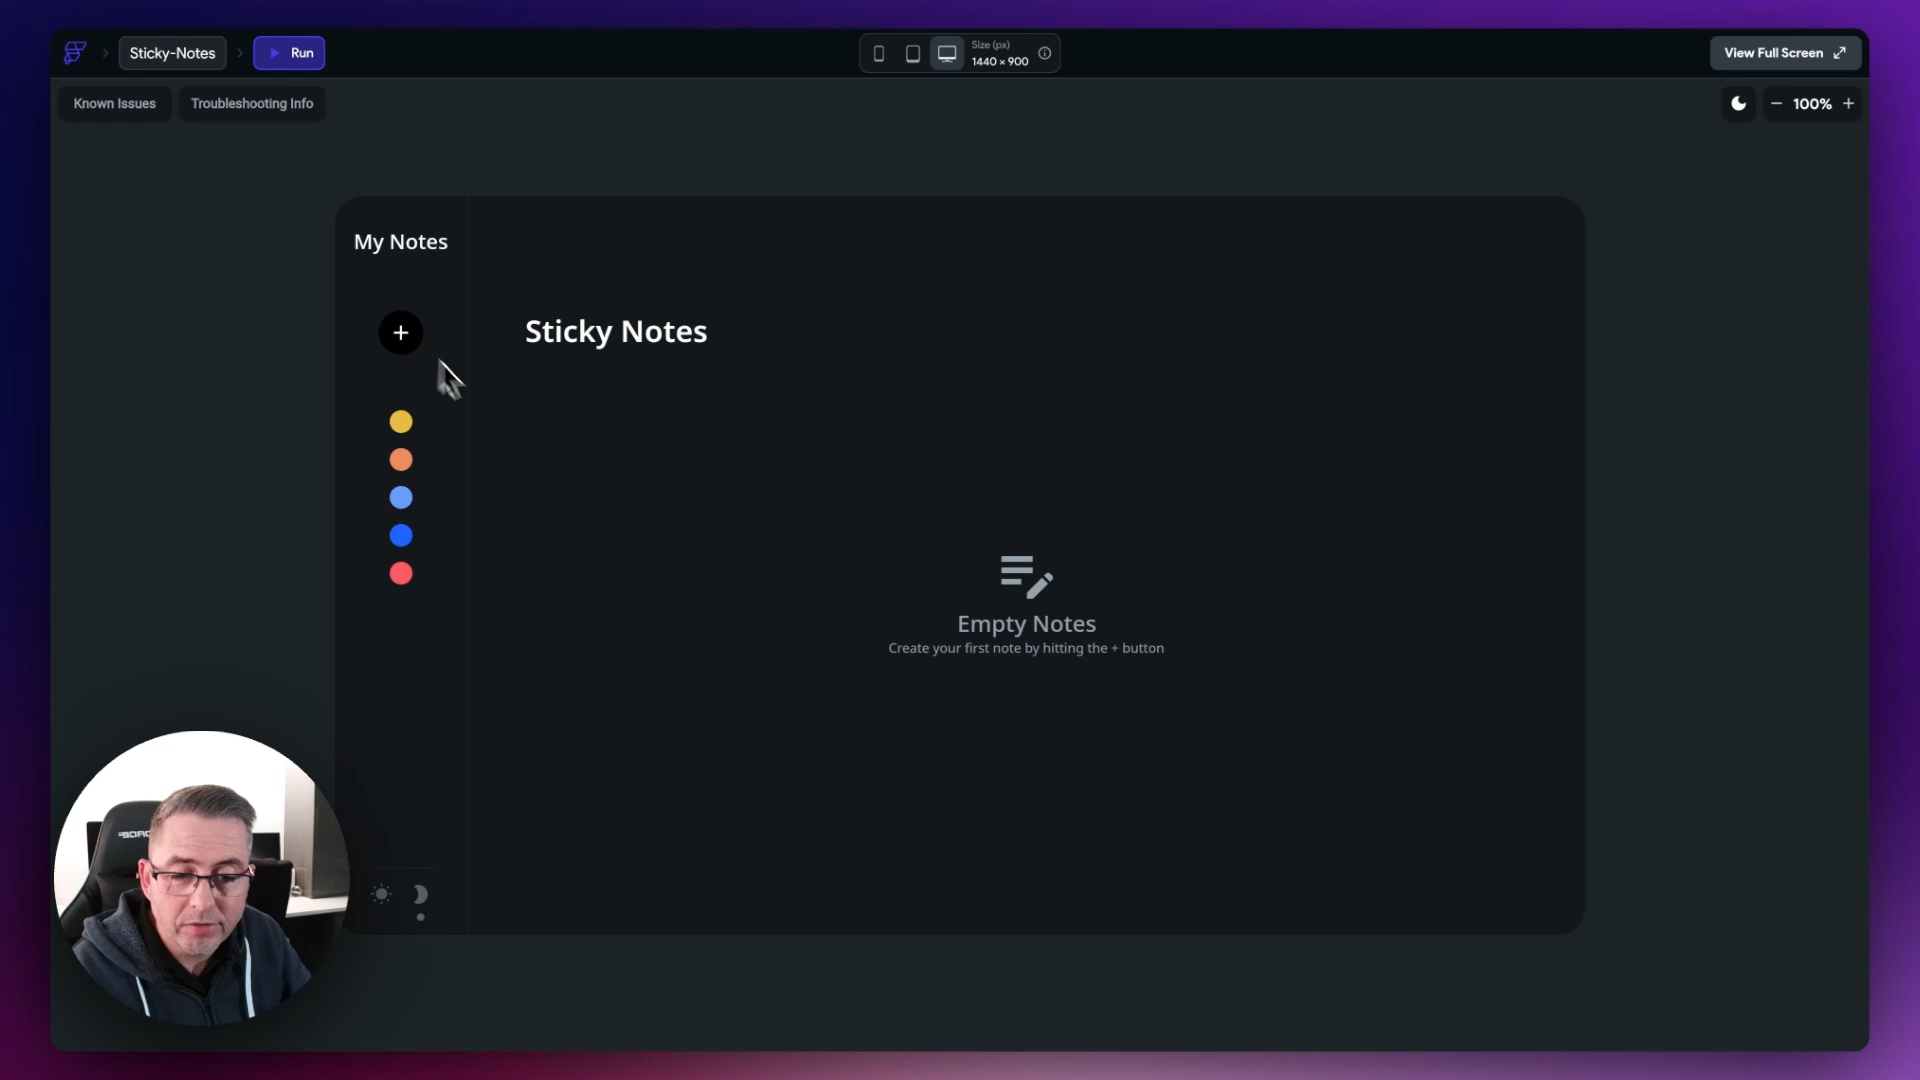 Sticky-Notes
Run
Size (px)
1440 × 900
View Full Screen
Known Issues
Troubleshooting Info
100%
My Notes
Sticky Notes
Empty Notes
Create your first note by hitting the + button